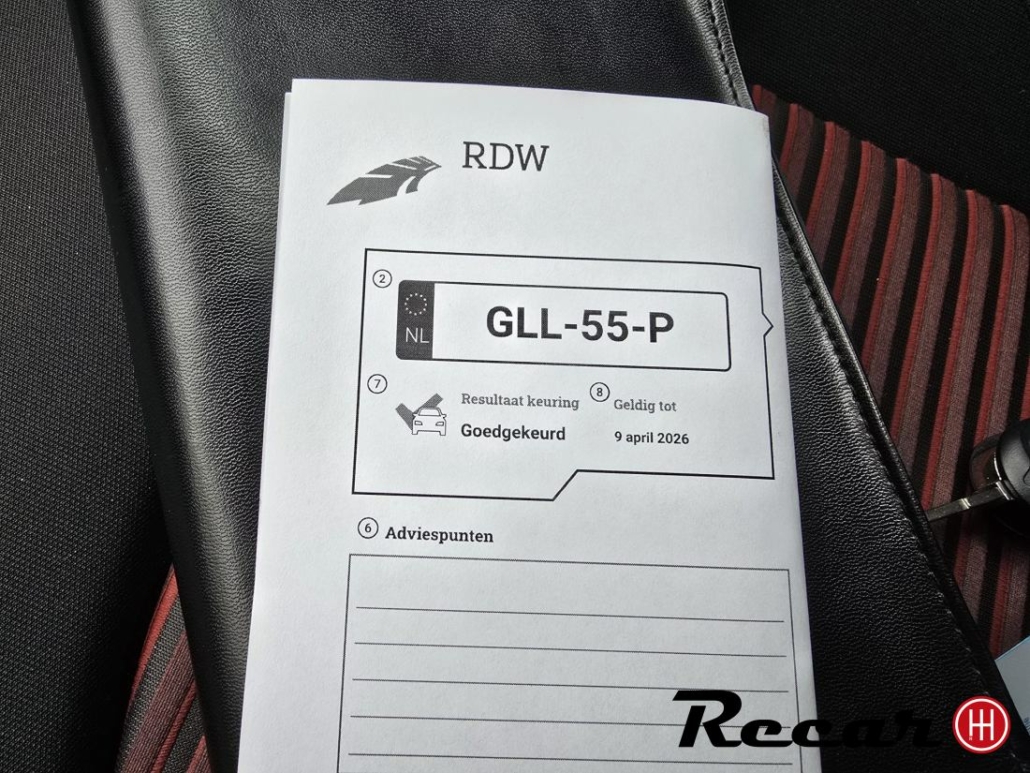 RDW
2
NL
GLL-55-P
7
Resultaat keuring
Goedgekeurd
8
Geldig tot
9 april 2026
6 Adviespunten
Recar H